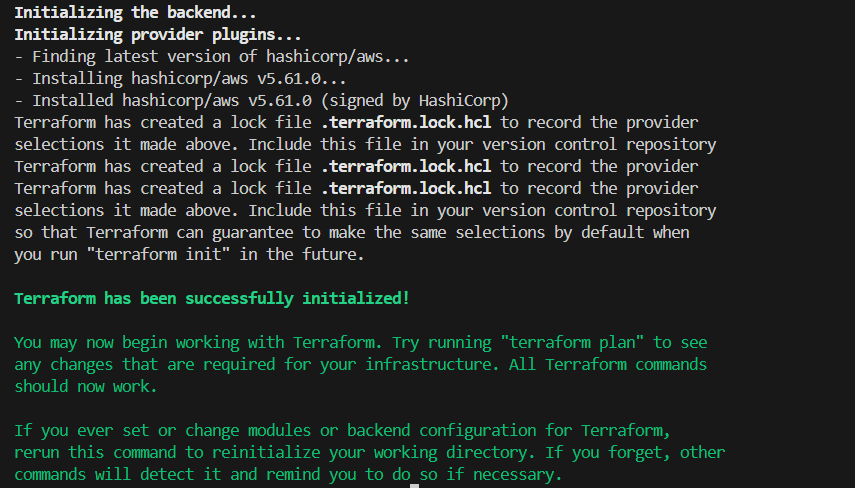 Initializing the backend...
Initializing provider plugins...
- Finding latest version of hashicorp/aws...
- Installing hashicorp/aws v5.61.0...
- Installed hashicorp/aws v5.61.0 (signed by HashiCorp)
Terraform has created a lock file .terraform.lock.hcl to record the provider
selections it made above. Include this file in your version control repository
Terraform has created a lock file .terraform.lock.hcl to record the provider
Terraform has created a lock file .terraform.lock.hcl to record the provider
selections it made above. Include this file in your version control repository
so that Terraform can guarantee to make the same selections by default when
you run "terraform init" in the future.
Terraform has been successfully initialized!
You may now begin working with Terraform. Try running "terraform plan" to see
any changes that are required for your infrastructure. All Terraform commands
should now work.
If you ever set or change modules or backend configuration for Terraform,
rerun this command to reinitialize your working directory. If you forget, other
commands will detect it and remind you to do so if necessary.